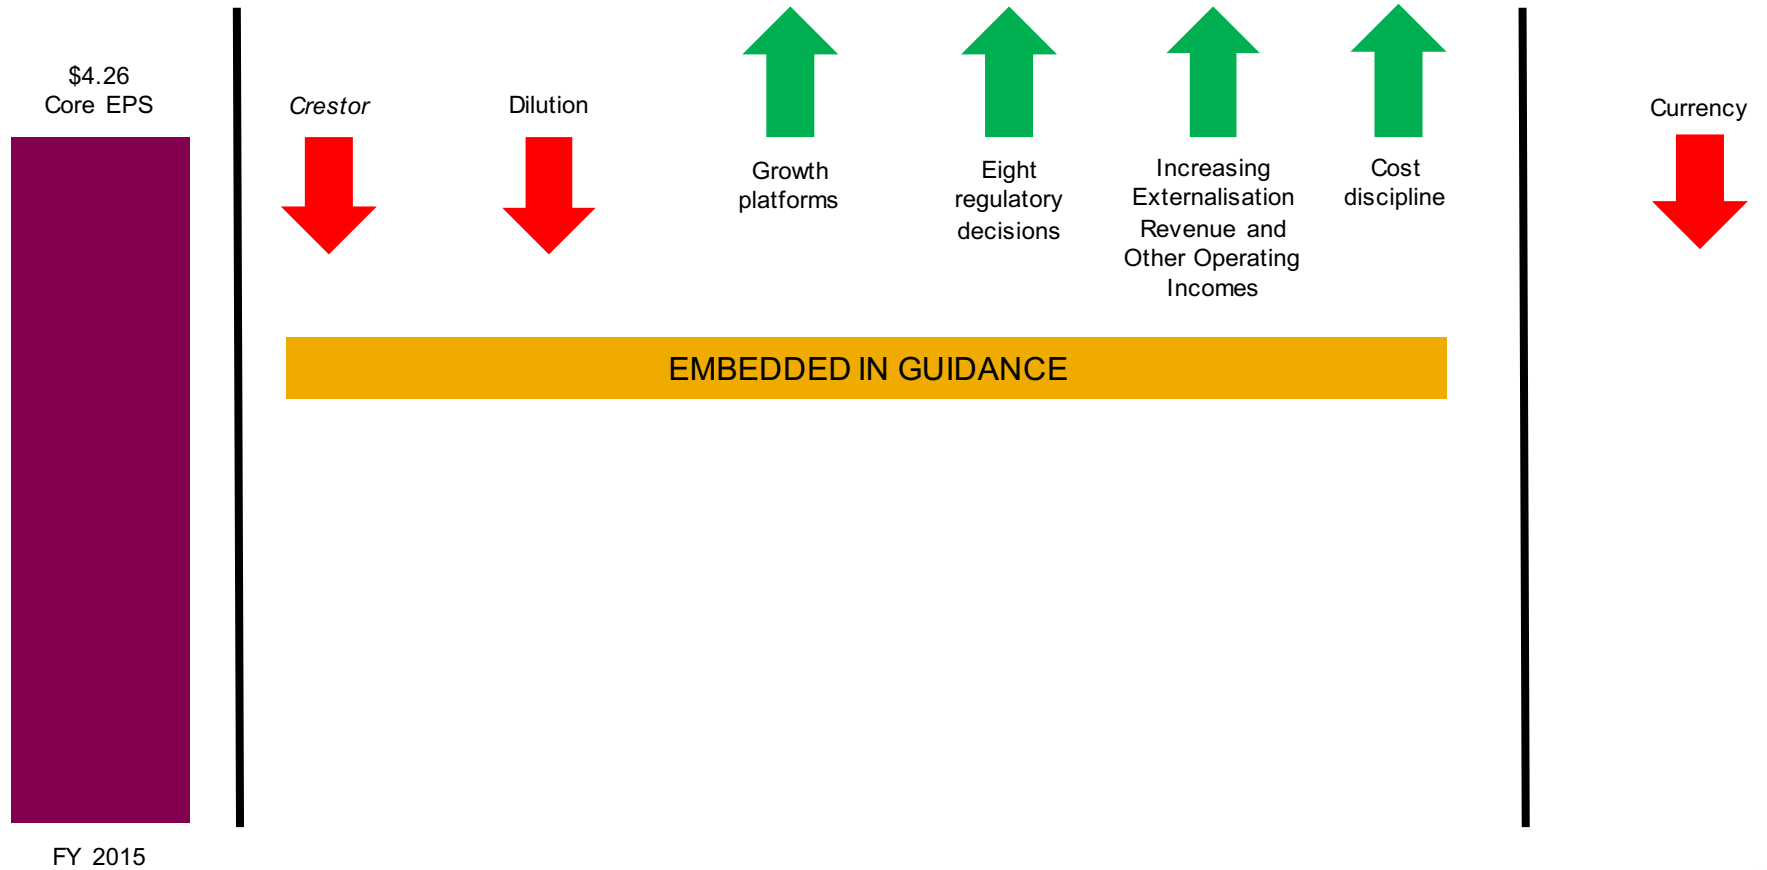 $4.26
Core EPS
Crestor
Dilution
Growth
platforms
Eight
regulatory
decisions
Increasing
Externalisation
Revenue and
Other Operating
Incomes
Cost
discipline
Currency
EMBEDDED IN GUIDANCE
FY 2015